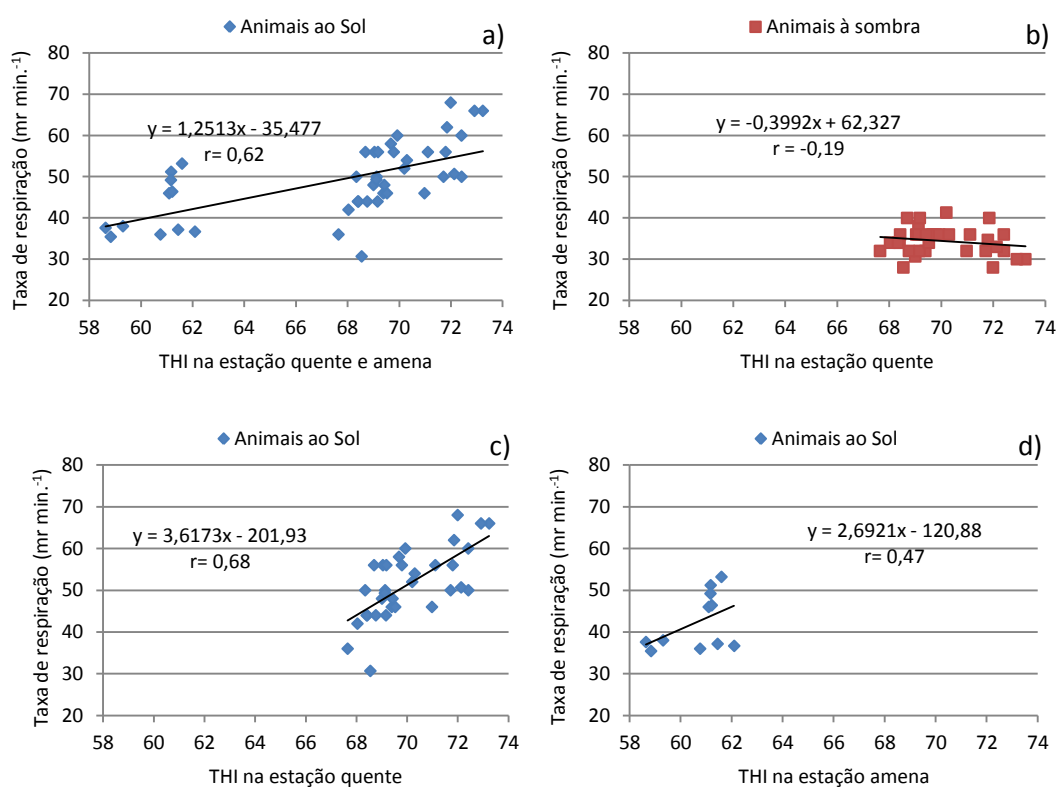 Animais ao Sol
a)
Taxa de respiração (mr min.-1)
80
70
60
50
40
30
20
y = 1,2513x - 35,477
r= 0,62
58 60 62 64 66 68 70 72 74
THI na estação quente e amena
Animais à sombra
b)
Taxa de respiração (mr min.-1)
80
70
60
50
40
30
20
y = -0,3992x + 62,327
r = -0,19
58 60 62 64 66 68 70 72 74
THI na estação quente
Animais ao Sol
c)
Taxa de respiração (mr min.-1)
80
70
60
50
40
30
20
y = 3,6173x - 201,93
r= 0,68
58 60 62 64 66 68 70 72 74
THI na estação quente
Animais ao Sol
d)
Taxa de respiração (mr min.-1)
80
70
60
50
40
30
20
y = 2,6921x - 120,88
r= 0,47
58 60 62 64 66 68 70 72 74
THI na estação amena